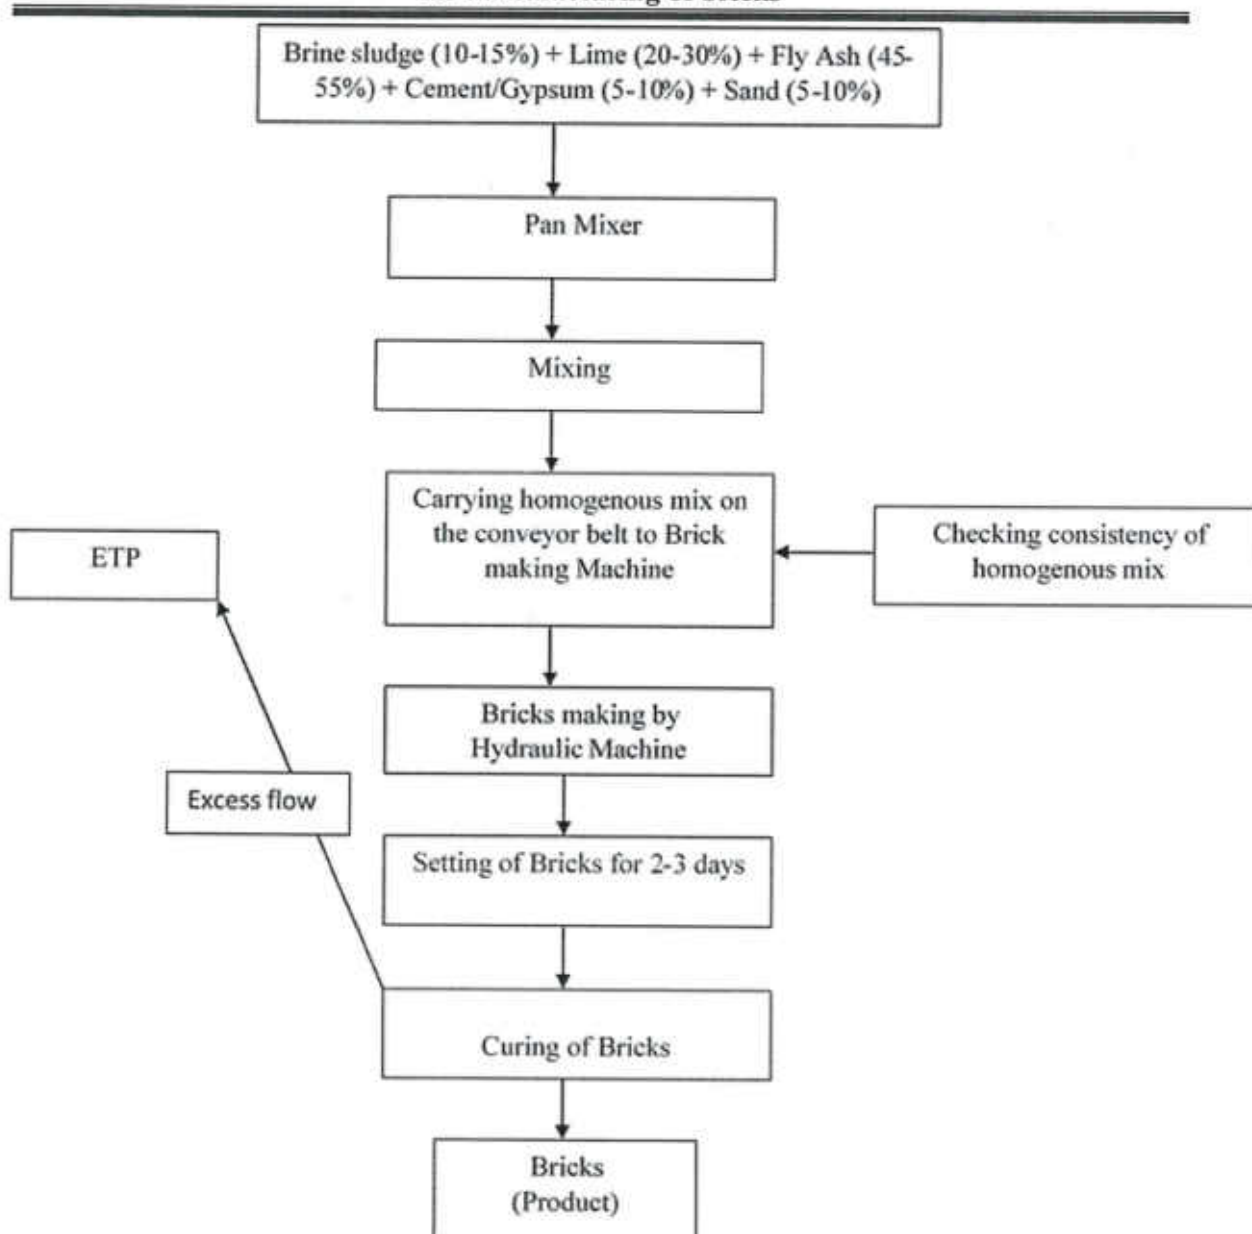 Brine sludge (10-15%) + Lime (20-30%) + Fly Ash (45-
55%) + Cement/Gypsum (5-10%) + Sand (5-10%)
Pan Mixer
Mixing
Carrying homogenous mix on
the conveyor belt to Brick
making Machine
Checking consistency of
homogenous mix
ETP
Bricks making by
Hydraulic Machine
Excess flow
Setting of Bricks for 2-3 days
Curing of Bricks
Bricks
(Product)